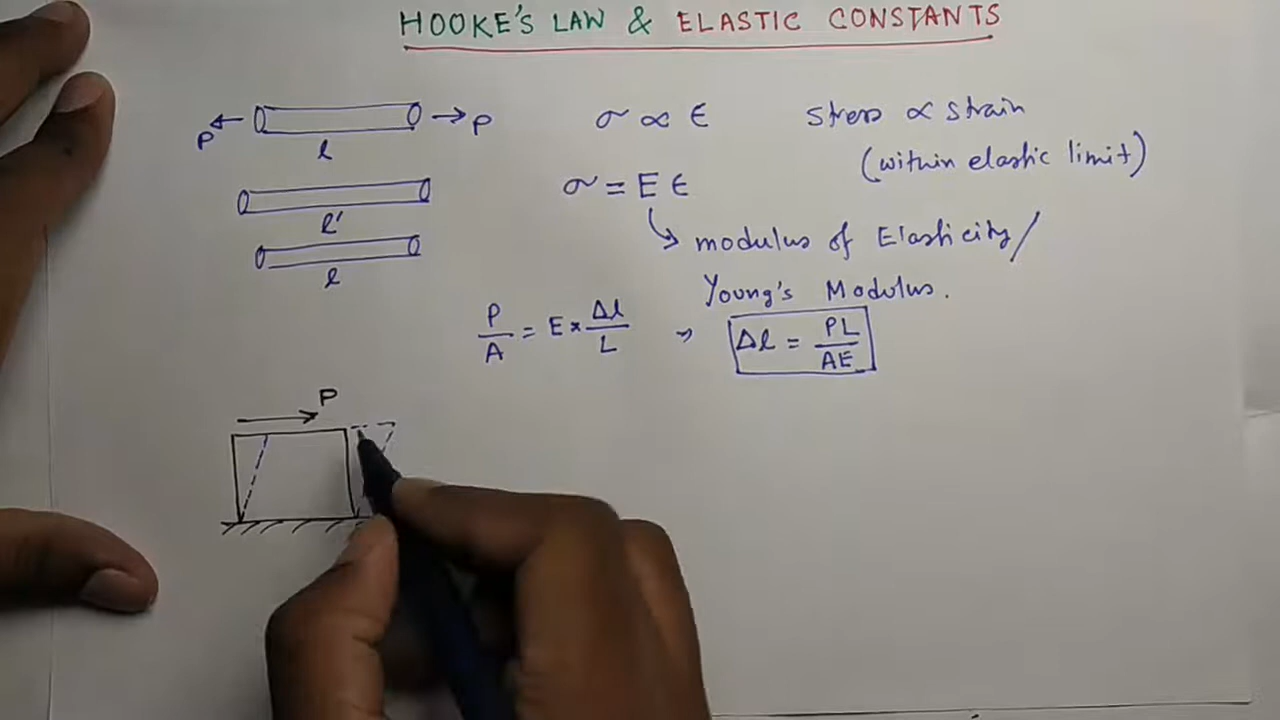 HOOKE'S LAW & ELASTIC CONSTANTS
P P
l
σ ∝ ϵ stress ∝ strain
(within elastic limit)
l'
σ = E ϵ
l
modulus of Elasticity/
Young's Modulus.
P/A = E × Δl/L ⇒ Δl = PL/AE
P